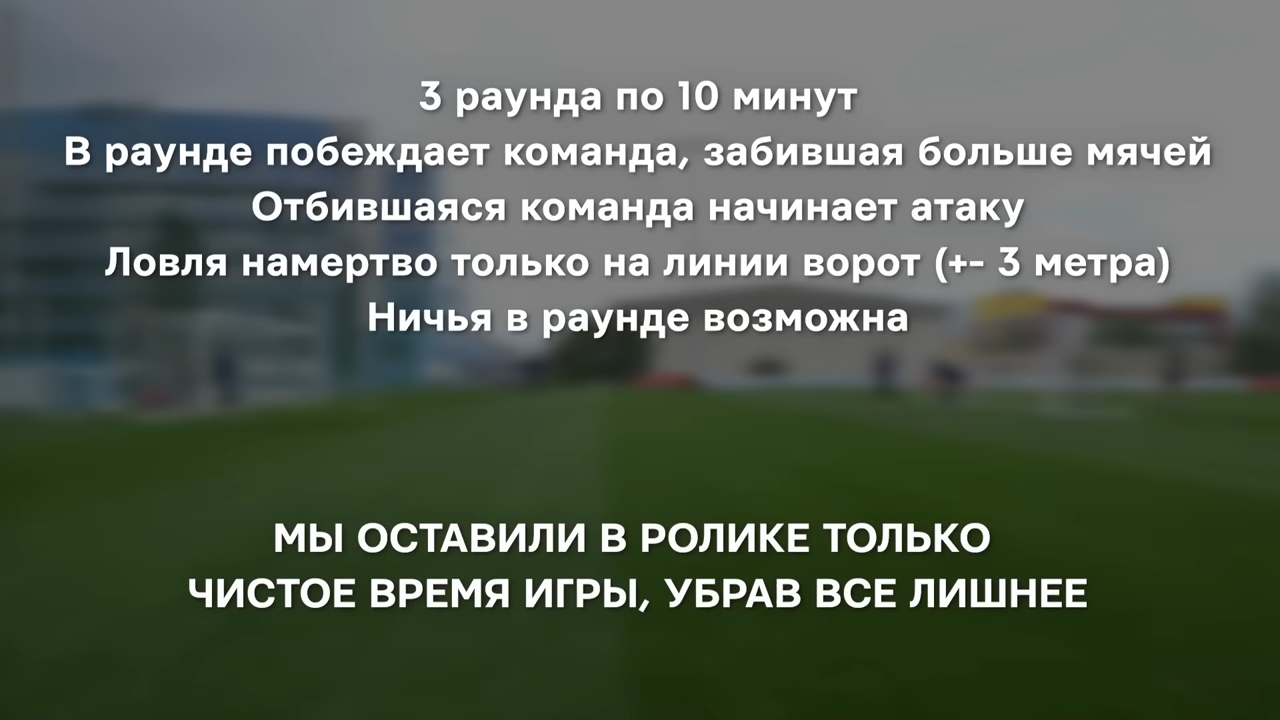 3 раунда по 10 минут
В раунде побеждает команда, забившая больше мячей
Отбившаяся команда начинает атаку
Ловля намертво только на линии ворот (+- 3 метра)
Ничья в раунде возможна
МЫ ОСТАВИЛИ В РОЛИКЕ ТОЛЬКО
ЧИСТОЕ ВРЕМЯ ИГРЫ, УБРАВ ВСЕ ЛИШНЕЕ